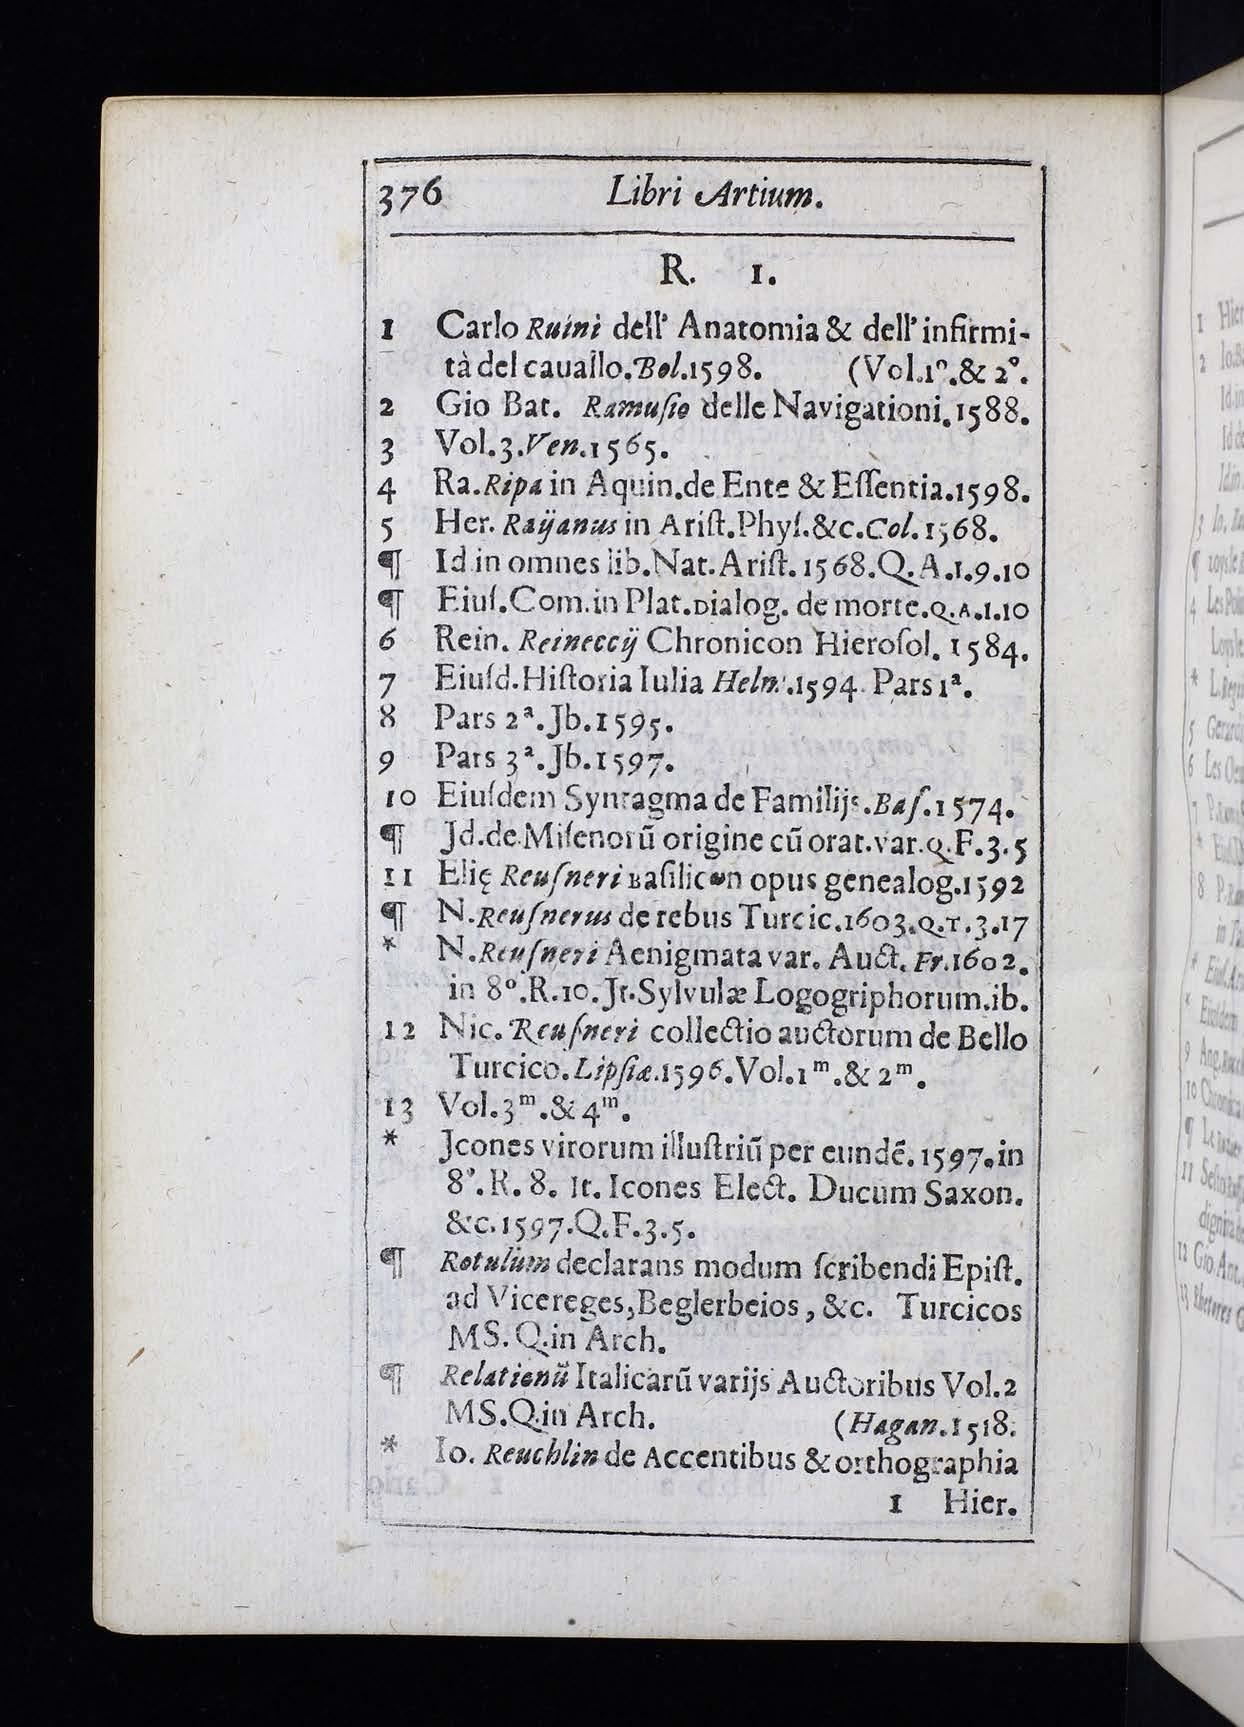 376 Libri Artium.
R. 1.
1 Carlo Ruini dell' Anatomia & dell' infirmi-
tà del cauallo. Bol. 1598. (Vol. 1º. & 2º.
2 Gio Bat. Ramuſio delle Navigationi. 1588.
3 Vol. 3. Ven. 1565.
4 Ra. Ripa in Aquin. de Ente & Eſſentia. 1598.
5 Her. Raÿanus in Ariſt. Phyſ. &c. Col. 1568.
¶ Id in omnes lib. Nat. Ariſt. 1568. Q. A. 1. 9. 10
¶ Eiuſ. Com. in Plat. Dialog. de morte. Q. A. 1. 10
6 Rein. Reineccij Chronicon Hieroſol. 1584.
7 Eiuſd. Hiſtoria Iulia Helm. 1594. Pars 1ª.
8 Pars 2ª. Jb. 1595.
9 Pars 3ª. Jb. 1597.
10 Eiuſdem Syntagma de Familijs. Baſ. 1574.
¶ Jd. de Miſenorũ origine cũ orat. var. Q. F. 3. 5
11 Elię Reuſneri Baſilicωn opus genealog. 1592
¶ N. Reuſnerus de rebus Turcic. 1603. Q. T. 3. 17
* N. Reuſneri Aenigmata var. Auct. Fr. 1602.
in 8º. R. 10. Jt. Sylvulæ Logogriphorum. ib.
12 Nic. Reuſneri collectio auctorum de Bello
Turcico. Lipſiæ. 1596. Vol. 1ᵐ. & 2ᵐ.
13 Vol. 3ᵐ. & 4ᵐ.
* Jcones virorum illuſtriũ per eundẽ. 1597. in
8º. R. 8. It. Icones Elect. Ducum Saxon.
&c. 1597. Q. F. 3. 5.
¶ Rotulum declarans modum ſcribendi Epiſt.
ad Vicereges, Beglerbeios, &c. Turcicos
MS. Q. in Arch.
¶ Relationũ Italicarũ varijs Auctoribus Vol. 2
MS. Q. in Arch. (Hagan. 1518.
* Io. Reuchlin de Accentibus & orthographia
1 Hier.